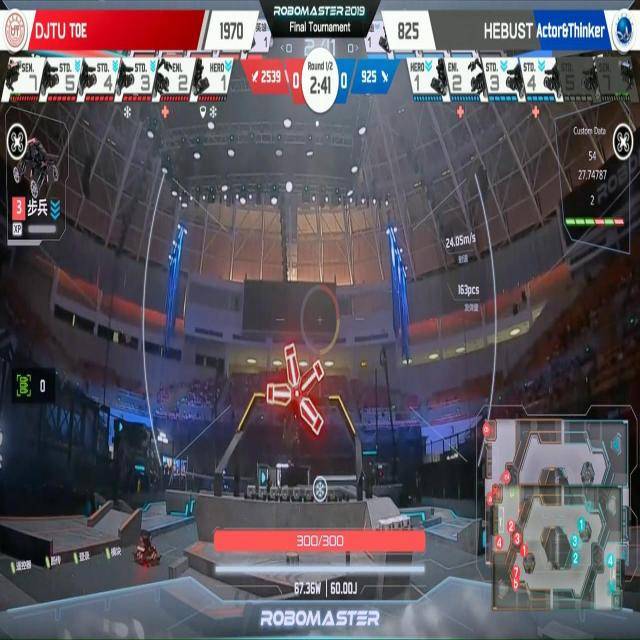 ROBOMASTER 2019
Final Tournament
DJTU TOE
1970
825
HEBUST Actor&Thinker
SEN. 7
STD. 5
STD. 4
STD. 3
ENI. 2
HERO 1
2539
0
Round 1/2
2:41
0
925
HERO 1
ENI. 2
STD. 3
STD. 4
Custom Data
54
27.74787
2
3 步兵
XP
24.05m/s
163pcs
0
300/300
67.36W | 60.00J
ROBOMASTER